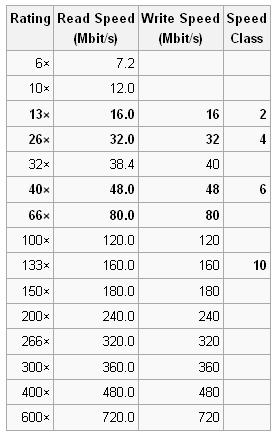 Rating Read Speed Write Speed Speed
(Mbit/s) (Mbit/s) Class
6× 7.2
10× 12.0
13× 16.0 16 2
26× 32.0 32 4
32× 38.4 40
40× 48.0 48 6
66× 80.0 80
100× 120.0 120
133× 160.0 160 10
150× 180.0 180
200× 240.0 240
266× 320.0 320
300× 360.0 360
400× 480.0 480
600× 720.0 720